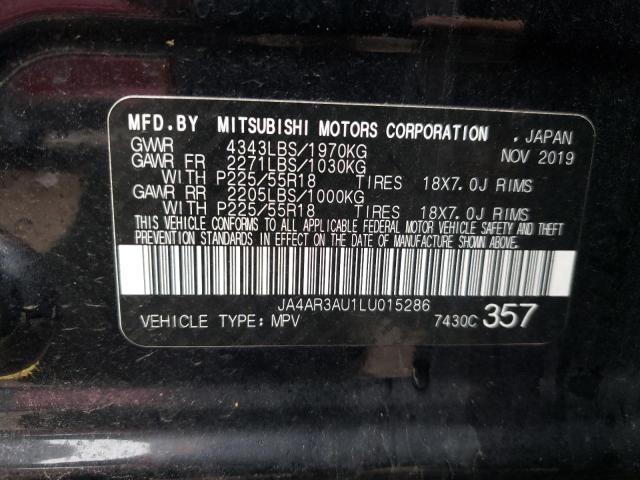 MFD.BY MITSUBISHI MOTORS CORPORATION . JAPAN
GVWR 4343LBS/1970KG NOV 2019
GAWR FR 2271LBS/1030KG
WITH P225/55R18 TIRES 18X7.0J RIMS
GAWR RR 2205LBS/1000KG
WITH P225/55R18 TIRES 18X7.0J RIMS
THIS VEHICLE CONFORMS TO ALL APPLICABLE FEDERAL MOTOR VEHICLE SAFETY AND THEFT
PREVENTION STANDARDS IN EFFECT ON THE DATE OF MANUFACTURE SHOWN ABOVE.
JA4AR3AU1LU015286
VEHICLE TYPE: MPV 7430C 357